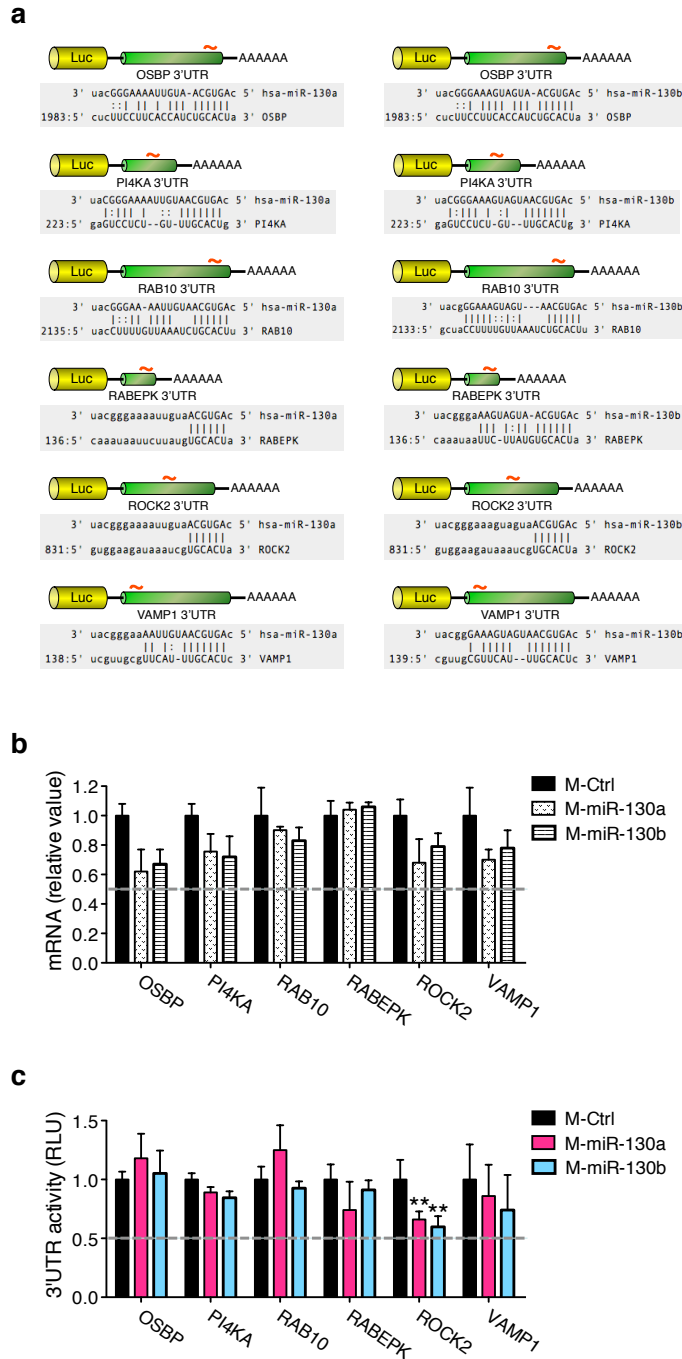 a
Luc AAAAAA
OSBP 3'UTR
3' uacGGGAAAAUUGUA-ACGUGAc 5' hsa-miR-130a
::| || | ||| ||||||
1983:5' cucUUCCUUCACCAUCUGCACUa 3' OSBP
Luc AAAAAA
OSBP 3'UTR
3' uacGGGAAAGUAGUA-ACGUGAc 5' hsa-miR-130b
::| |||| ||| ||||||
1983:5' cucUUCCUUCACCAUCUGCACUa 3' OSBP
Luc AAAAAA
PI4KA 3'UTR
3' uaCGGGAAAAUUGUAACGUGAc 5' hsa-miR-130a
|:||| | :: |||||||
223:5' gaGUCCUCU--GU-UUGCACUg 3' PI4KA
Luc AAAAAA
PI4KA 3'UTR
3' uaCGGGAAAGUAGUAACGUGAc 5' hsa-miR-130b
|:||| | :| |||||||
223:5' gaGUCCUCU-GU--UUGCACUg 3' PI4KA
Luc AAAAAA
RAB10 3'UTR
3' uacGGGAA-AAUUGUAACGUGAc 5' hsa-miR-130a
|::|| |||| ||||||
2135:5' uacCUUUUGUUAAAUCUGCACUu 3' RAB10
Luc AAAAAA
RAB10 3'UTR
3' uacgGGAAAGUAGU---AACGUGAc 5' hsa-miR-130b
|||||::|:| ||||||
2133:5' gcuaCCUUUUGUUAAAUCUGCACUu 3' RAB10
Luc AAAAAA
RABEPK 3'UTR
3' uacgggaaaauuguaACGUGAc 5' hsa-miR-130a
||||||
136:5' caaauaauucuuaugUGCACUa 3' RABEPK
Luc AAAAAA
RABEPK 3'UTR
3' uacgggaAAGUAGUA-ACGUGAc 5' hsa-miR-130b
||| |:|| ||||||
136:5' caaauaaUUC-UUAUGUGCACUa 3' RABEPK
Luc AAAAAA
ROCK2 3'UTR
3' uacgggaaaauuguaACGUGAc 5' hsa-miR-130a
||||||
831:5' guggaagauaaaucgUGCACUa 3' ROCK2
Luc AAAAAA
ROCK2 3'UTR
3' uacgggaaaguaguaACGUGAc 5' hsa-miR-130b
||||||
831:5' guggaagauaaaucgUGCACUa 3' ROCK2
Luc AAAAAA
VAMP1 3'UTR
3' uacgggaaAAUUGUAACGUGAc 5' hsa-miR-130a
|| |: |||||||
138:5' ucguugcgUUCAU-UUGCACUc 3' VAMP1
Luc AAAAAA
VAMP1 3'UTR
3' uacggGAAAGUAGUAACGUGAc 5' hsa-miR-130b
| ||||| |||||||
139:5' cguugCGUUCAU--UUGCACUc 3' VAMP1
b
mRNA (relative value)
1.2
1.0
0.8
0.6
0.4
0.2
0.0
OSBP PI4KA RAB10 RABEPK ROCK2 VAMP1
M-Ctrl
M-miR-130a
M-miR-130b
c
3'UTR activity (RLU)
1.5
1.0
0.5
0.0
** **
OSBP PI4KA RAB10 RABEPK ROCK2 VAMP1
M-Ctrl
M-miR-130a
M-miR-130b